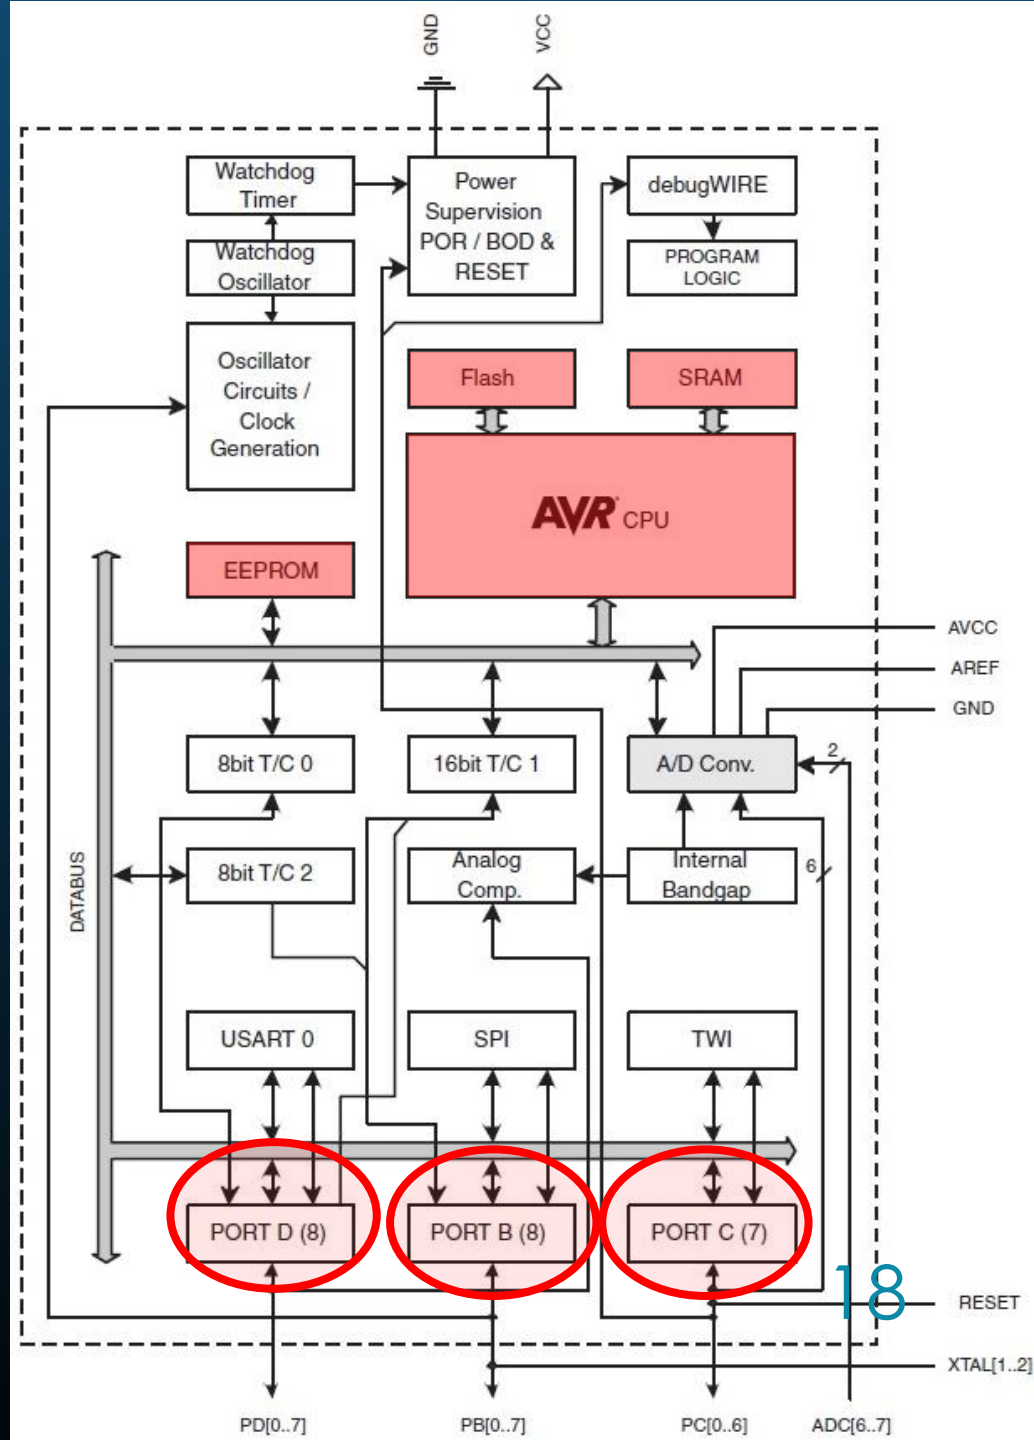 GND
VCC
Watchdog
Timer
Power
Supervision
POR / BOD &
RESET
debugWIRE
Watchdog
Oscillator
PROGRAM
LOGIC
Oscillator
Circuits /
Clock
Generation
Flash
SRAM
AVR CPU
EEPROM
AVCC
AREF
GND
8bit T/C 0
16bit T/C 1
A/D Conv.
2
DATABUS
8bit T/C 2
Analog
Comp.
Internal
Bandgap
6
USART 0
SPI
TWI
PORT D (8)
PORT B (8)
PORT C (7)
18
RESET
XTAL[1..2]
PD[0..7]
PB[0..7]
PC[0..6]
ADC[6..7]